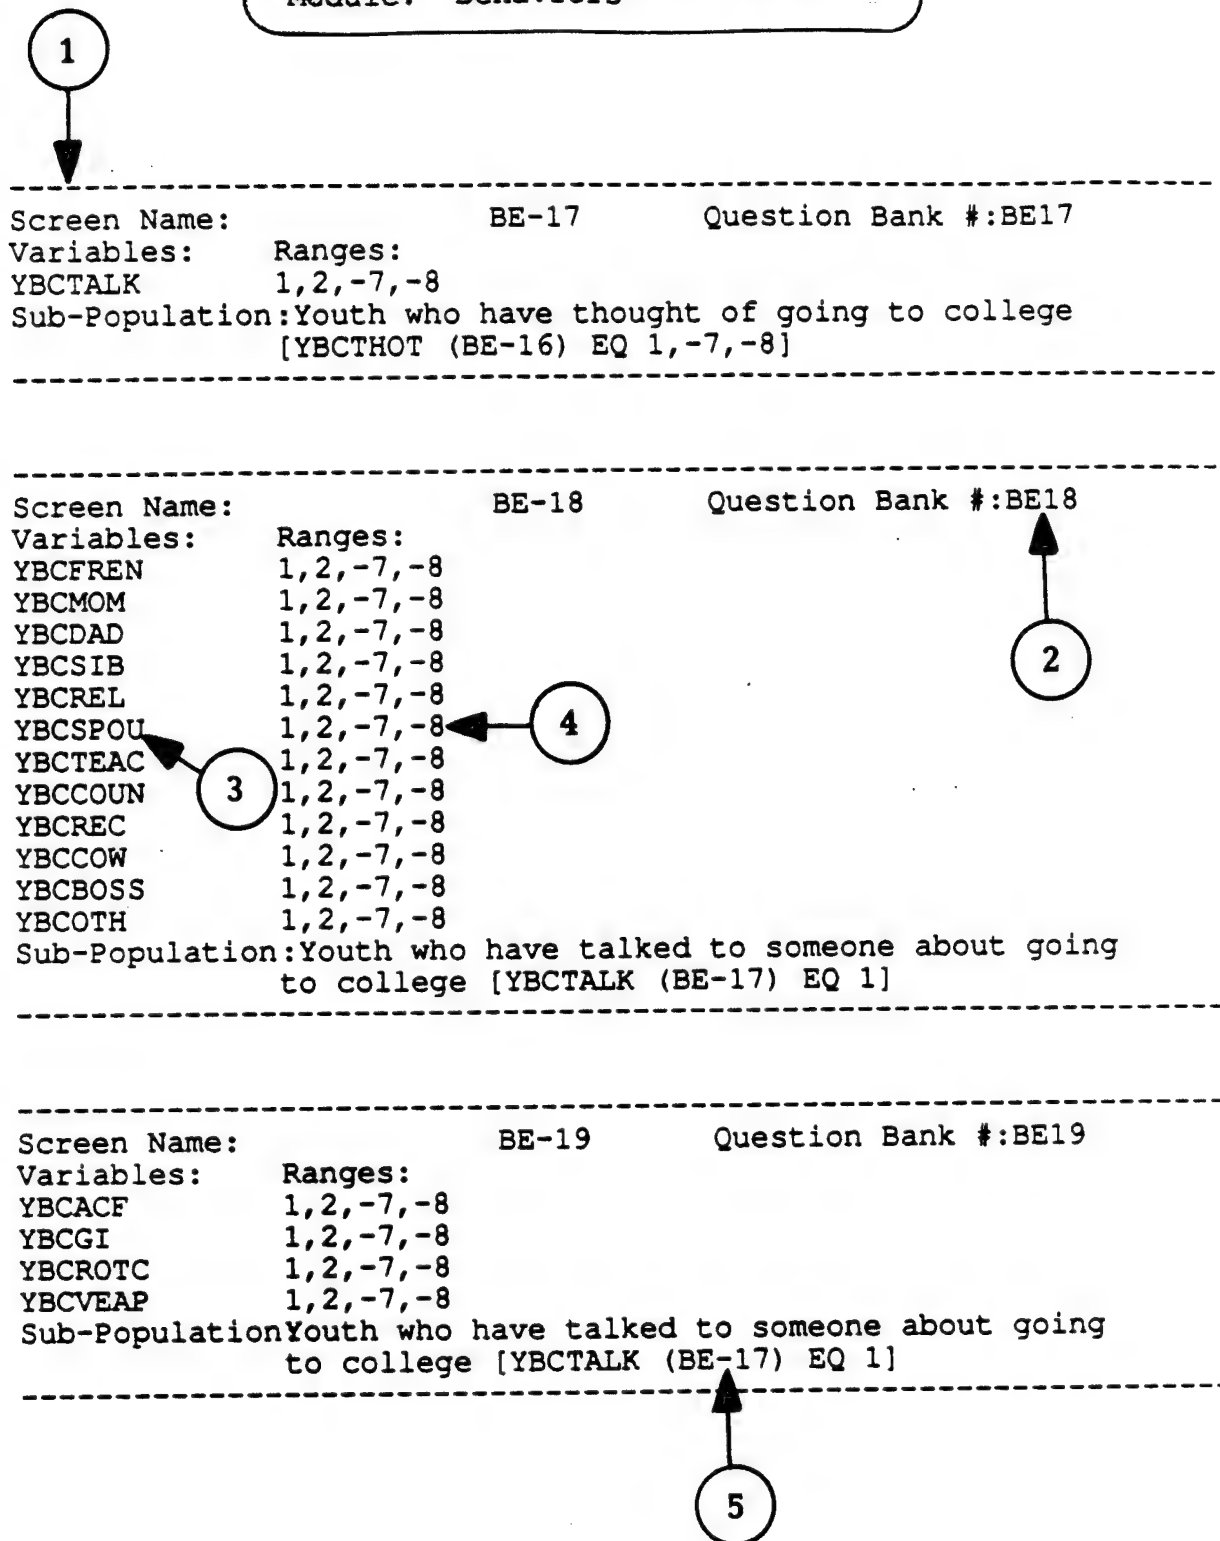 Module: Behaviors
1
Screen Name: BE-17 Question Bank #:BE17
Variables: Ranges:
YBCTALK 1,2,-7,-8
Sub-Population:Youth who have thought of going to college
[YBCTHOT (BE-16) EQ 1,-7,-8]
Screen Name: BE-18 Question Bank #:BE18
Variables: Ranges:
YBCFREN 1,2,-7,-8
YBCMOM 1,2,-7,-8
YBCDAD 1,2,-7,-8
YBCSIB 1,2,-7,-8
2
YBCREL 1,2,-7,-8
YBCSPOU 1,2,-7,-8 4
YBCTEAC 1,2,-7,-8
YBCCOUN 3 1,2,-7,-8
YBCREC 1,2,-7,-8
YBCCOW 1,2,-7,-8
YBCBOSS 1,2,-7,-8
YBCOTH 1,2,-7,-8
Sub-Population:Youth who have talked to someone about going
to college [YBCTALK (BE-17) EQ 1]
Screen Name: BE-19 Question Bank #:BE19
Variables: Ranges:
YBCACF 1,2,-7,-8
YBCGI 1,2,-7,-8
YBCROTC 1,2,-7,-8
YBCVEAP 1,2,-7,-8
Sub-PopulationYouth who have talked to someone about going
to college [YBCTALK (BE-17) EQ 1]
5